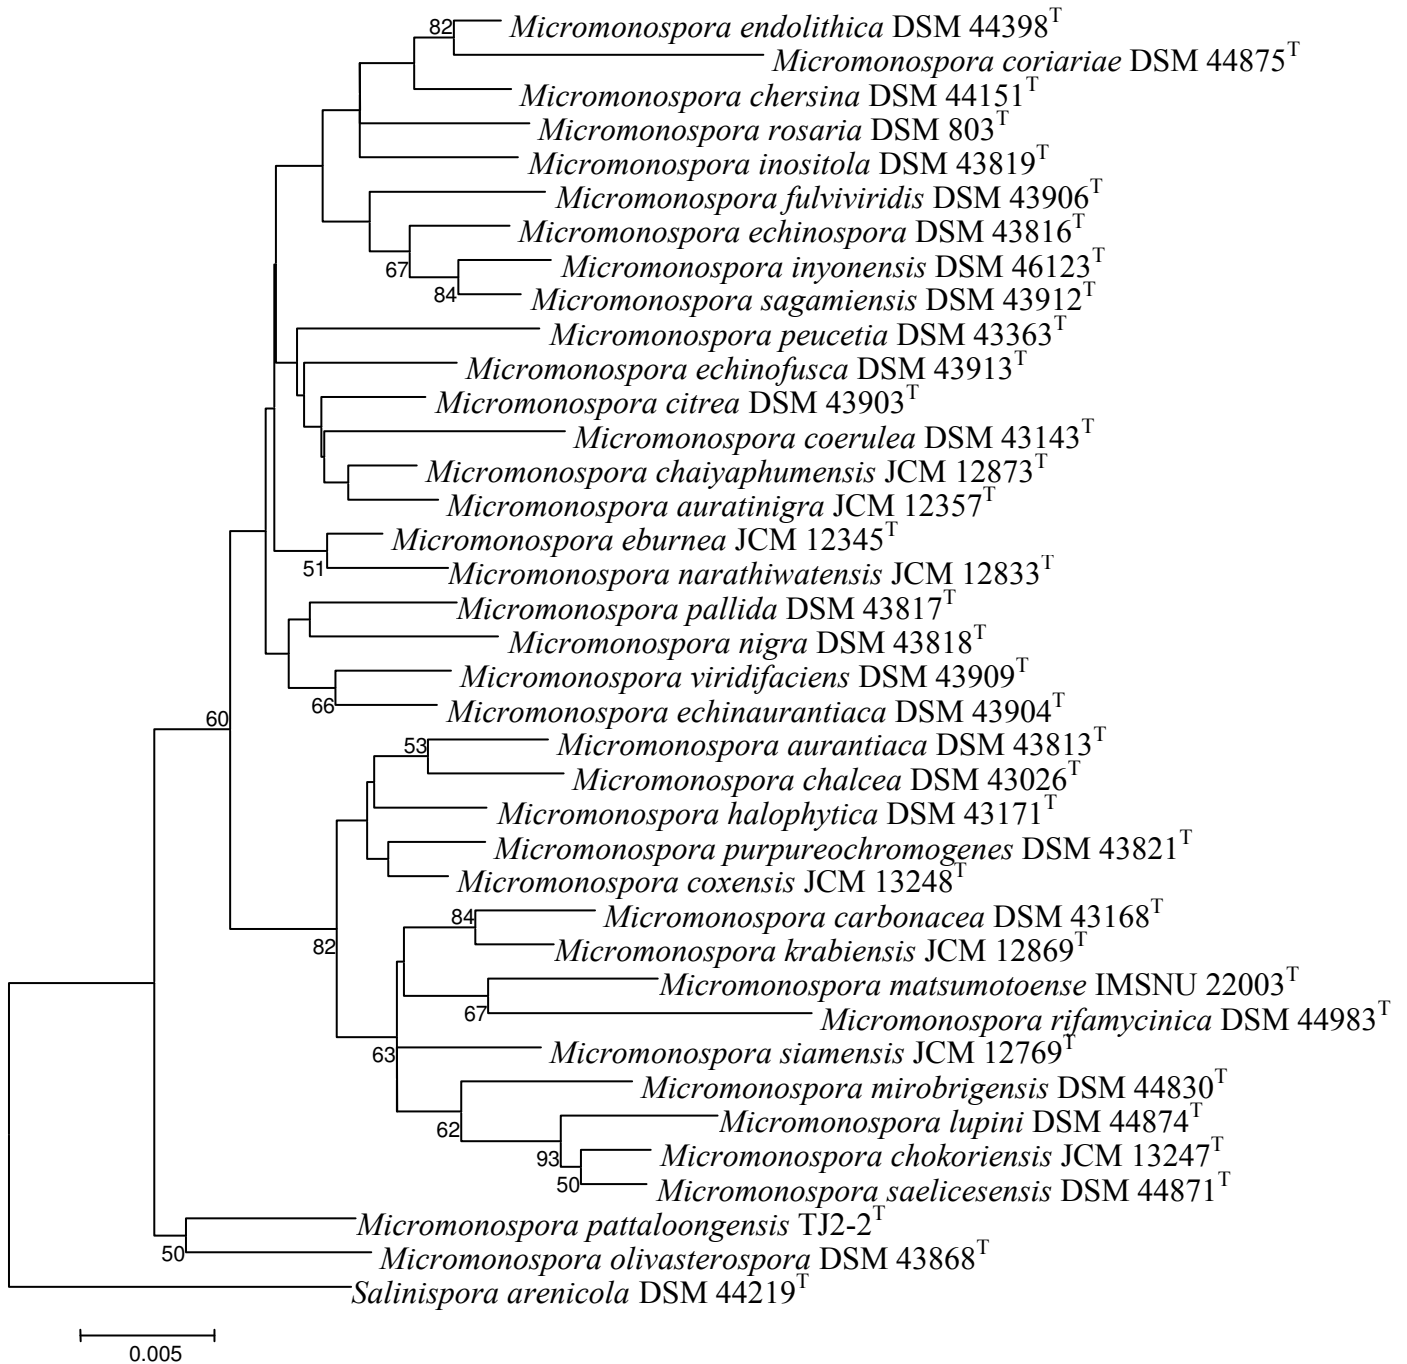 82
Micromonospora endolithica DSM 44398T
Micromonospora coriariae DSM 44875T
Micromonospora chersina DSM 44151T
Micromonospora rosaria DSM 803T
Micromonospora inositola DSM 43819T
Micromonospora fulviviridis DSM 43906T
Micromonospora echinospora DSM 43816T
67
Micromonospora inyonensis DSM 46123T
84
Micromonospora sagamiensis DSM 43912T
Micromonospora peucetia DSM 43363T
Micromonospora echinofusca DSM 43913T
Micromonospora citrea DSM 43903T
Micromonospora coerulea DSM 43143T
Micromonospora chaiyaphumensis JCM 12873T
Micromonospora auratinigra JCM 12357T
Micromonospora eburnea JCM 12345T
51
Micromonospora narathiwatensis JCM 12833T
Micromonospora pallida DSM 43817T
Micromonospora nigra DSM 43818T
Micromonospora viridifaciens DSM 43909T
66
Micromonospora echinaurantiaca DSM 43904T
60
53
Micromonospora aurantiaca DSM 43813T
Micromonospora chalcea DSM 43026T
Micromonospora halophytica DSM 43171T
Micromonospora purpureochromogenes DSM 43821T
Micromonospora coxensis JCM 13248T
84
Micromonospora carbonacea DSM 43168T
82
Micromonospora krabiensis JCM 12869T
Micromonospora matsumotoense IMSNU 22003T
67
Micromonospora rifamycinica DSM 44983T
63
Micromonospora siamensis JCM 12769T
Micromonospora mirobrigensis DSM 44830T
62
Micromonospora lupini DSM 44874T
93
Micromonospora chokoriensis JCM 13247T
50
Micromonospora saelicesensis DSM 44871T
Micromonospora pattaloongensis TJ2-2T
50
Micromonospora olivasterospora DSM 43868T
Salinispora arenicola DSM 44219T
0.005